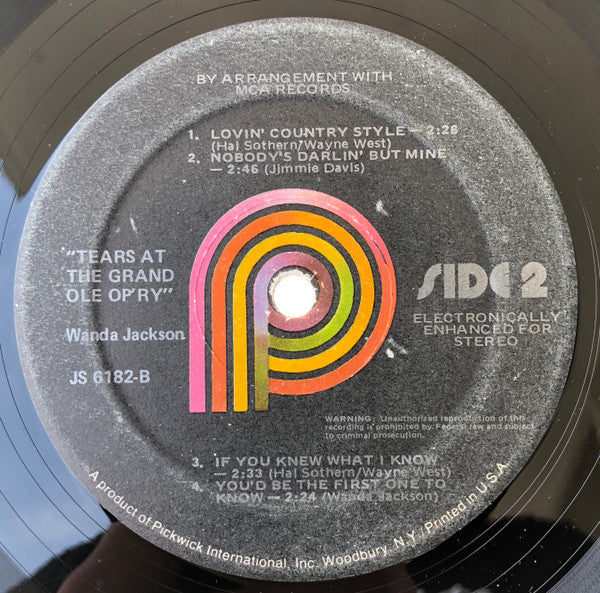 BY ARRANGEMENT WITH
MCA RECORDS
1. LOVIN' COUNTRY STYLE — 2:26
(Hal Sothern/Wayne West)
2. NOBODY'S DARLIN' BUT MINE
— 2:46 (Jimmie Davis)
"TEARS AT
THE GRAND
OLE OP'RY"
Wanda Jackson
JS 6182-B
SIDE 2
ELECTRONICALLY
ENHANCED FOR
STEREO
WARNING: Unauthorized reproduction of this
recording is prohibited by Federal law and subject
to criminal prosecution.
3. IF YOU KNEW WHAT I KNOW
— 2:33 (Hal Sothern/Wayne West)
4. YOU'D BE THE FIRST ONE TO
KNOW — 2:24 (Wanda Jackson)
A product of Pickwick International, Inc. Woodbury, N.Y. Printed in U.S.A.